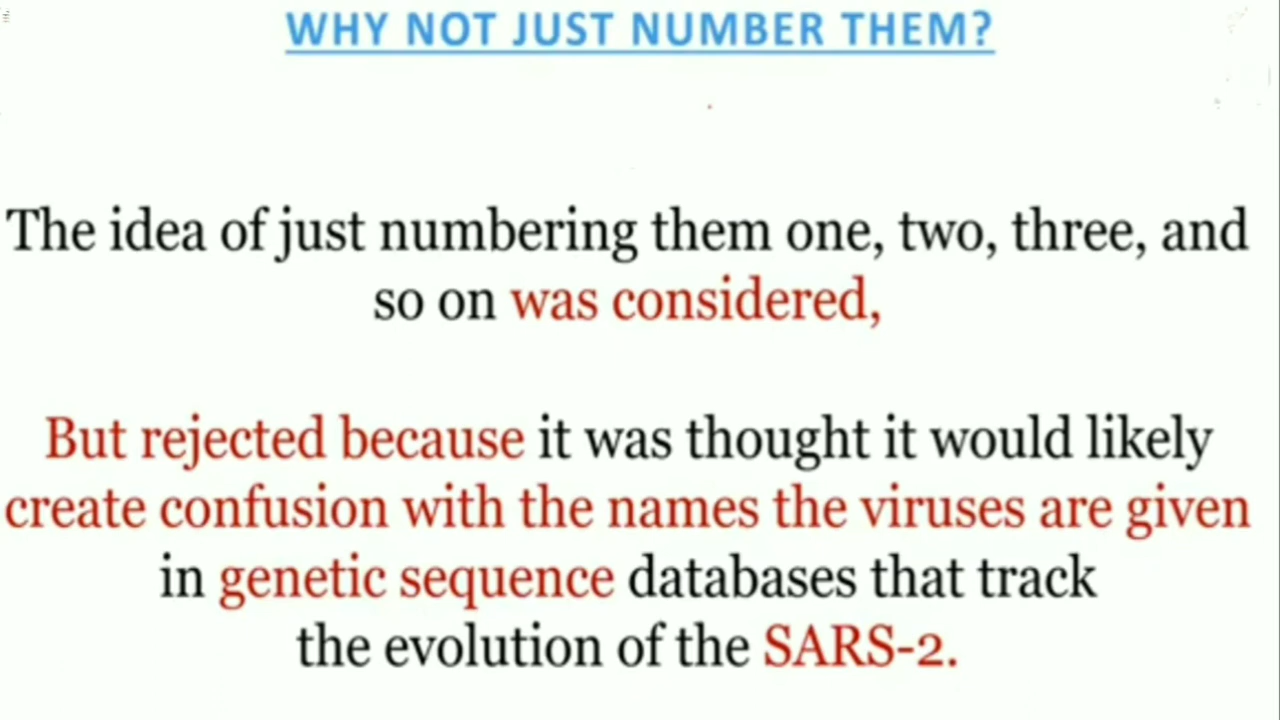 WHY NOT JUST NUMBER THEM?
The idea of just numbering them one, two, three, and
so on was considered,
But rejected because it was thought it would likely
create confusion with the names the viruses are given
in genetic sequence databases that track
the evolution of the SARS-2.